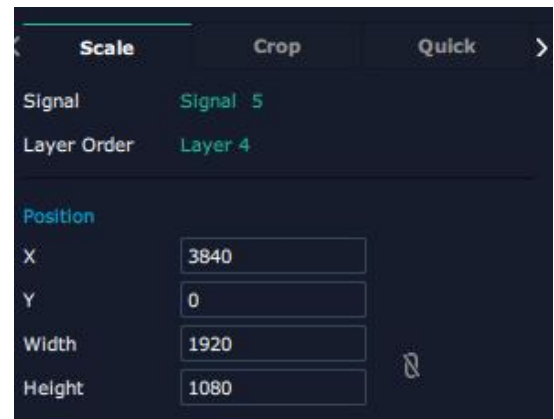 Scale Crop Quick
Signal Signal 5
Layer Order Layer 4
Position
X 3840
Y 0
Width 1920
Height 1080